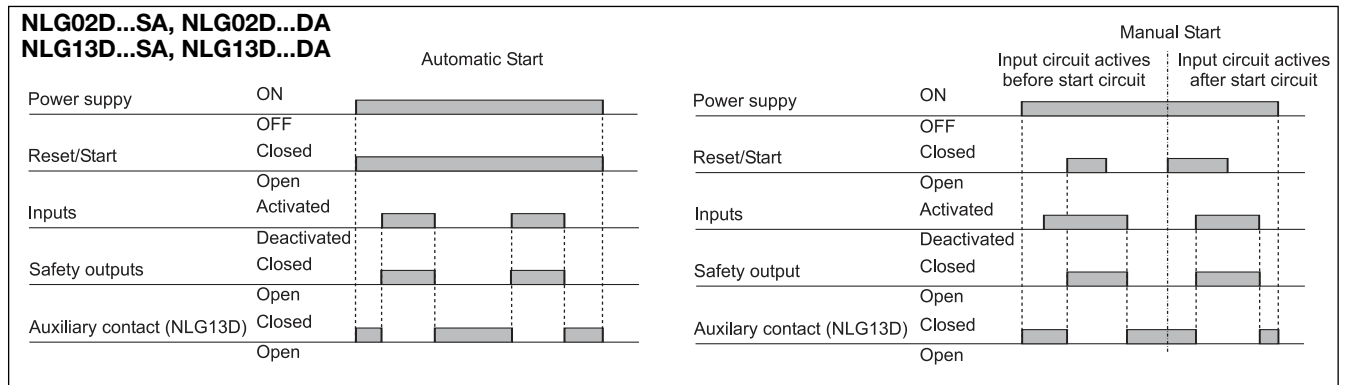 NLG02D...SA, NLG02D...DA
NLG13D...SA, NLG13D...DA
Automatic Start
Power suppy
ON
OFF
Reset/Start
Closed
Open
Inputs
Activated
Deactivated
Safety outputs
Closed
Open
Auxiliary contact (NLG13D)
Closed
Open
Manual Start
Input circuit actives
before start circuit
Input circuit actives
after start circuit
Power suppy
ON
OFF
Reset/Start
Closed
Open
Inputs
Activated
Deactivated
Safety output
Closed
Open
Auxilary contact (NLG13D)
Closed
Open